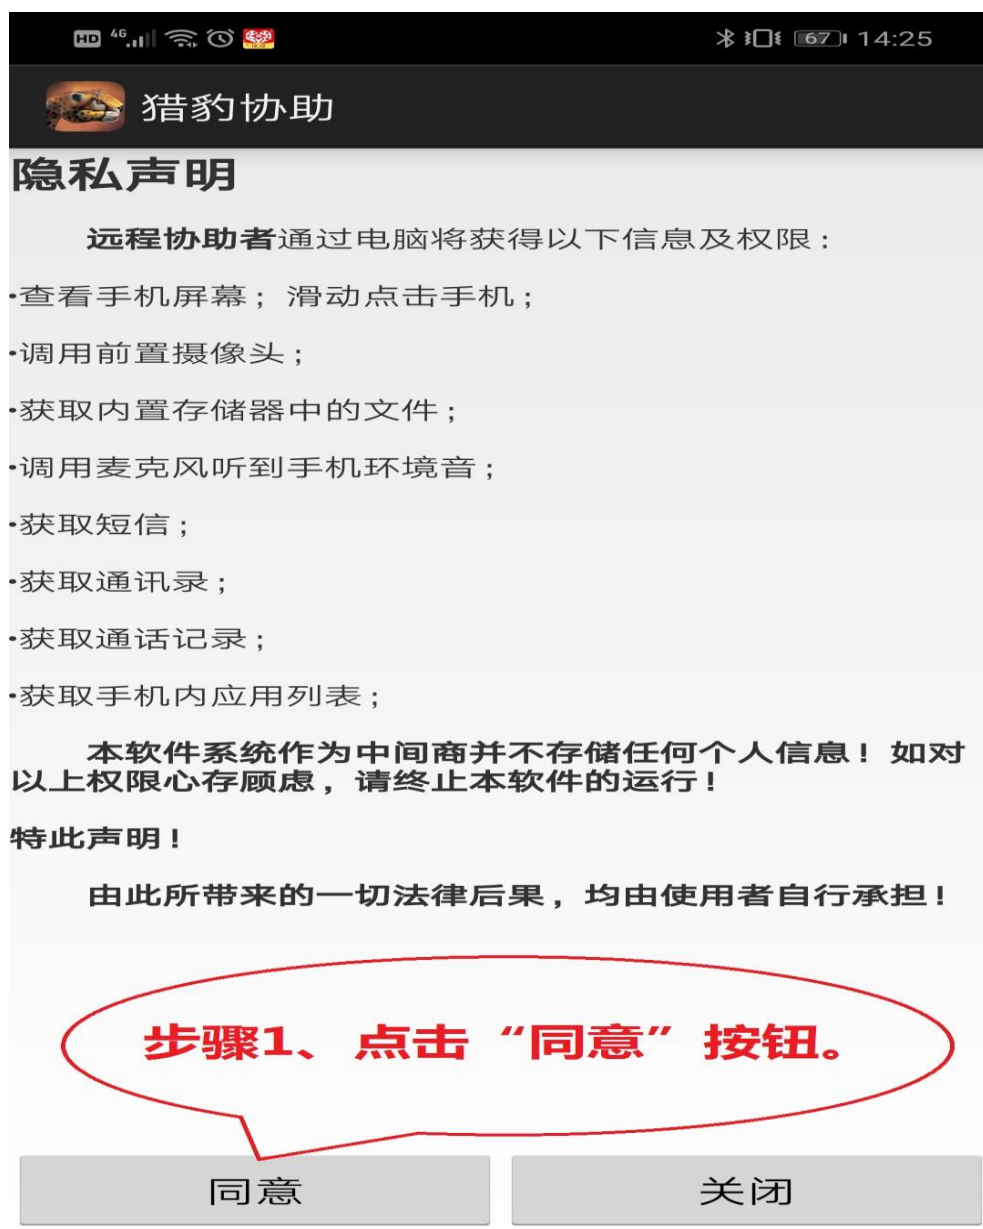 HD 4G 67 14:25
猎豹协助
隐私声明
远程协助者通过电脑将获得以下信息及权限：
·查看手机屏幕；滑动点击手机；
·调用前置摄像头；
·获取内置存储器中的文件；
·调用麦克风听到手机环境音；
·获取短信；
·获取通讯录；
·获取通话记录；
·获取手机内应用列表；
本软件系统作为中间商并不存储任何个人信息！如对
以上权限心存顾虑，请终止本软件的运行！
特此声明！
由此所带来的一切法律后果，均由使用者自行承担！
步骤1、点击“同意”按钮。
同意 关闭